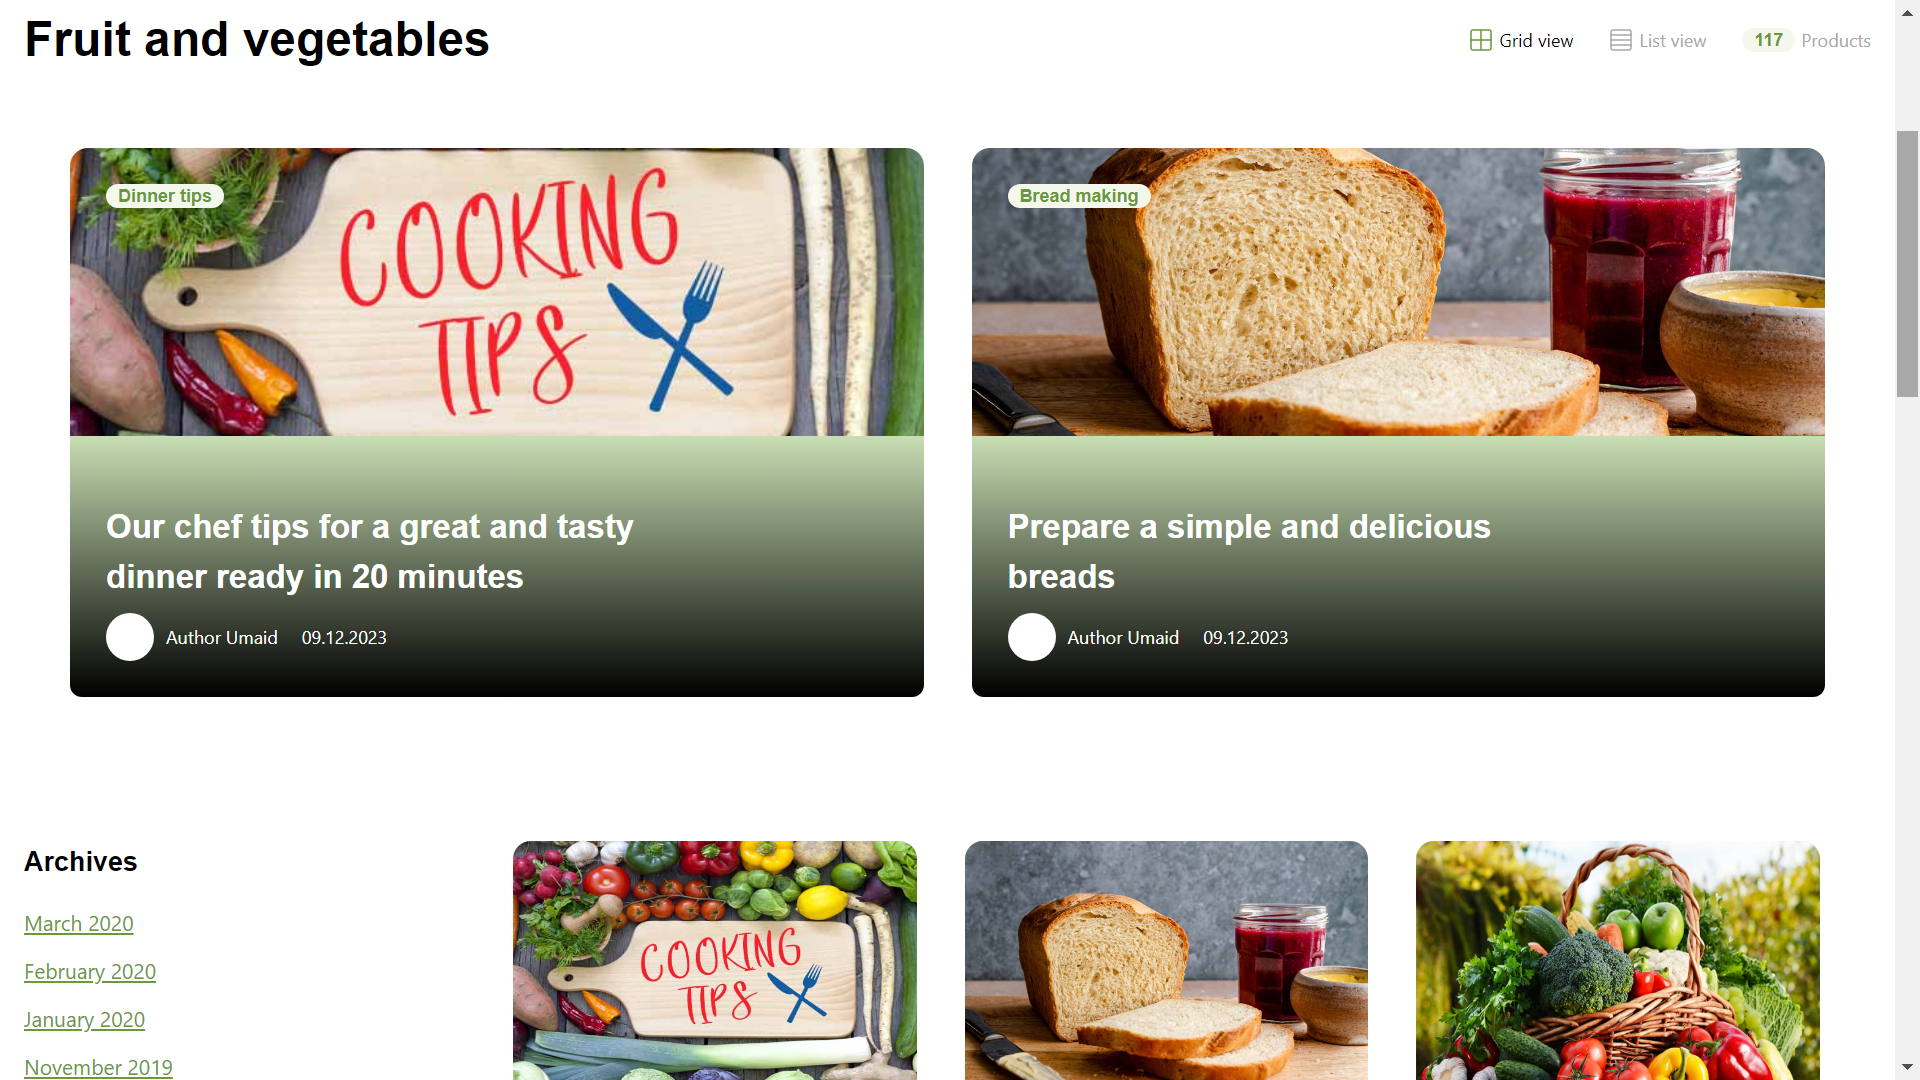 Fruit and vegetables
Grid view
List view
117 Products
Dinner tips
COOKING
TIPS
Our chef tips for a great and tasty
dinner ready in 20 minutes
Author Umaid 09.12.2023
Bread making
Prepare a simple and delicious
breads
Author Umaid 09.12.2023
Archives
March 2020
February 2020
January 2020
November 2019
COOKING
TIPS